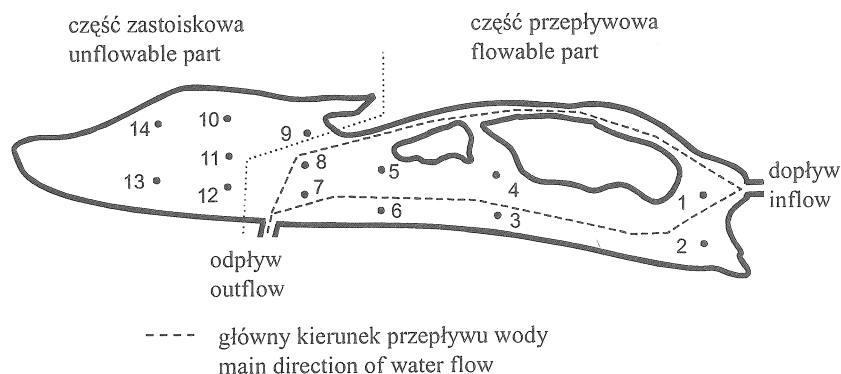 część zastoiskowa
unflowable part
część przepływowa
flowable part
14
10
9
11
8
5
13
12
7
4
6
3
1
2
dopływ
inflow
odpływ
outflow
główny kierunek przepływu wody
main direction of water flow